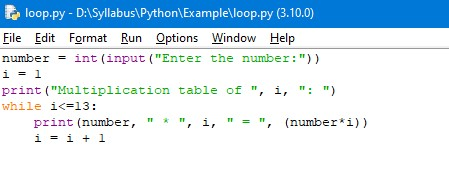 loop.py - D:\Syllabus\Python\Example\loop.py (3.10.0)
File Edit Format Run Options Window Help
number = int(input("Enter the number:"))
i = 1
print("Multiplication table of ", i, ": ")
while i<=13:
    print(number, " * ", i, " = ", (number*i))
    i = i + 1